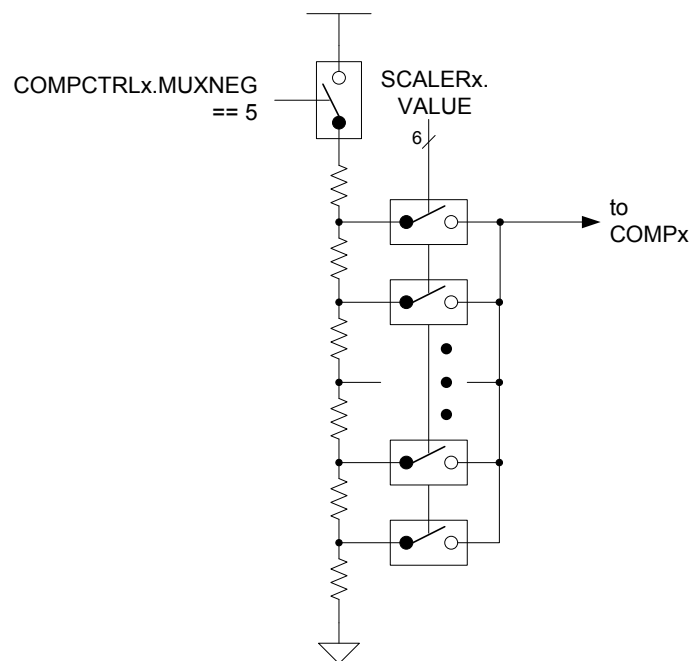 COMPCTRLx.MUXNEG
== 5
SCALERx.
VALUE
6
to
COMPx